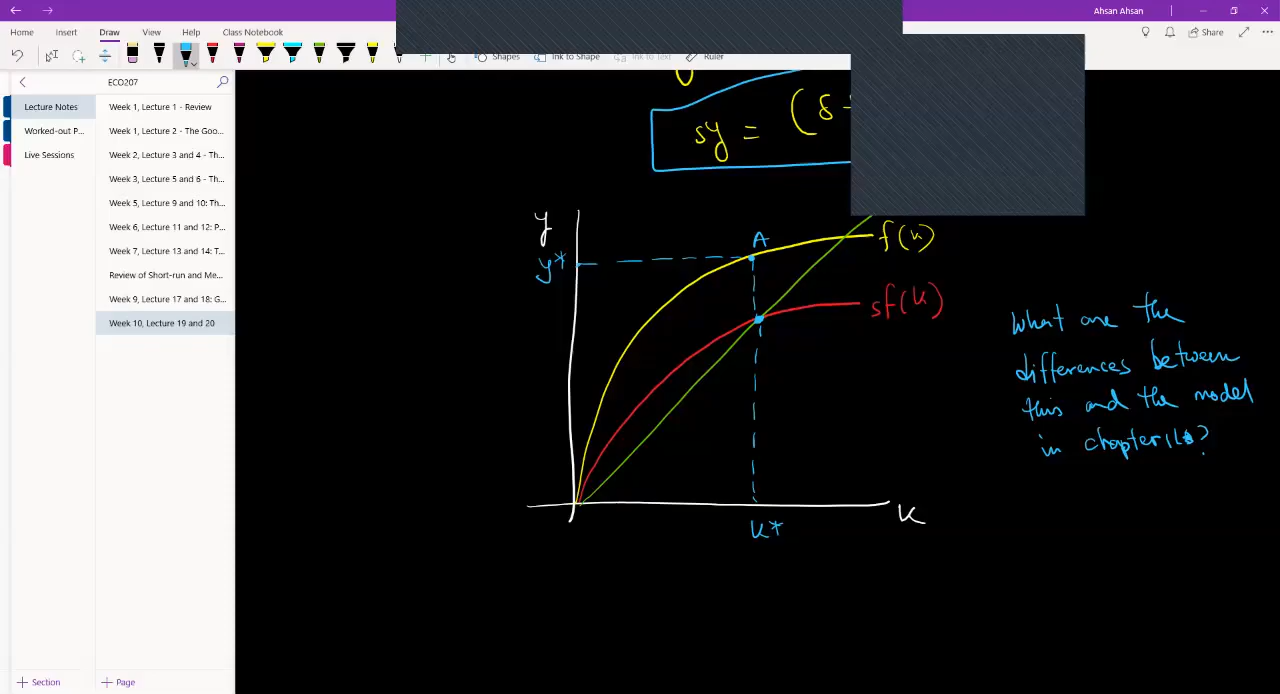 Ahsan Ahsan
Home Insert Draw View Help Class Notebook
Share
Shapes Ink to Shape Ink to Text Ruler
ECO207
Lecture Notes
Worked-out P...
Live Sessions
Week 1, Lecture 1 - Review
Week 1, Lecture 2 - The Goo...
Week 2, Lecture 3 and 4 - Th...
Week 3, Lecture 5 and 6 - Th...
Week 5, Lecture 9 and 10: Th...
Week 6, Lecture 11 and 12: P...
Week 7, Lecture 13 and 14: T...
Review of Short-run and Me...
Week 9, Lecture 17 and 18: G...
Week 10, Lecture 19 and 20
sy = (δ
y
y*
A
f(k)
sf(k)
k*
k
What are the
differences between
this and the model
in chapter
+ Section
+ Page